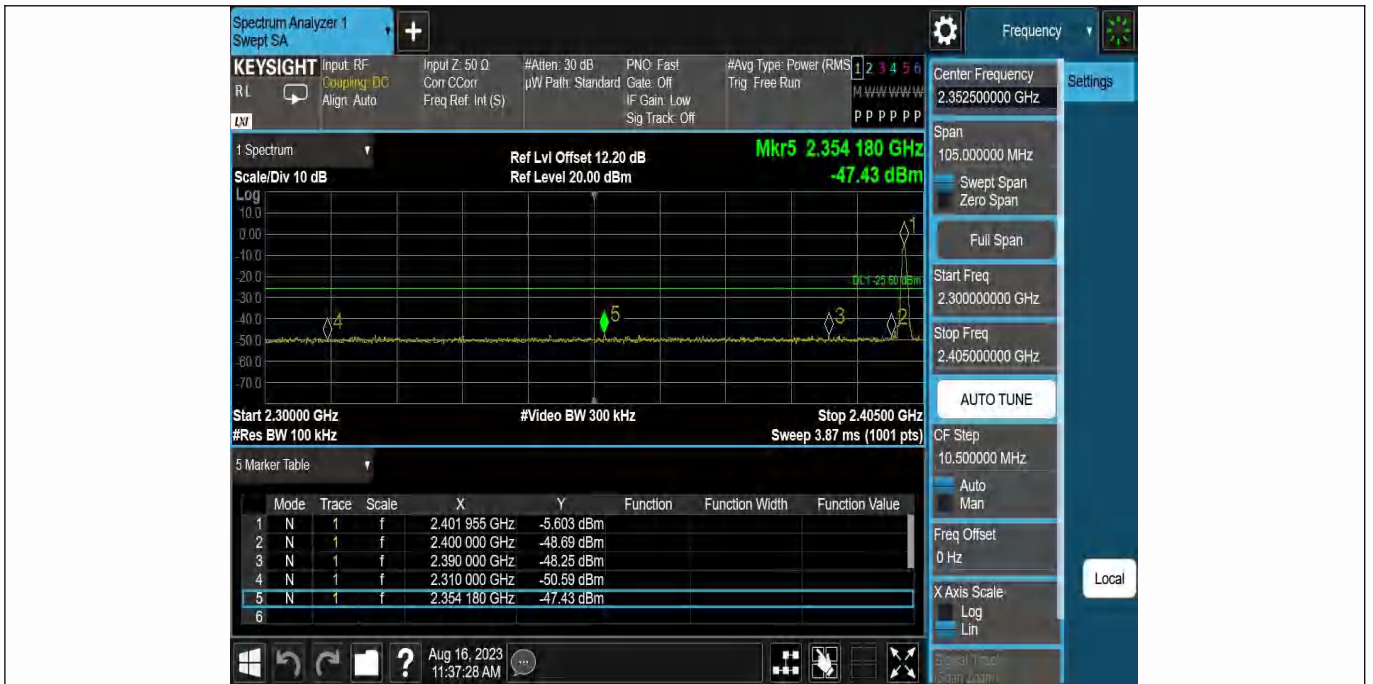 Spectrum Analyzer 1
Swept SA
+
Frequency
KEYSIGHT
RL
LXI
Input: RF
Coupling: DC
Align: Auto
Input Z: 50 Ω
Corr CCorr
Freq Ref: Int (S)
#Atten: 30 dB
µW Path: Standard
PNO: Fast
Gate: Off
IF Gain: Low
Sig Track: Off
#Avg Type: Power (RMS
Trig: Free Run
1 2 3 4 5 6
M W W W W W
P P P P P P
1 Spectrum
Scale/Div 10 dB
Ref Lvl Offset 12.20 dB
Ref Level 20.00 dBm
Mkr5 2.354 180 GHz
-47.43 dBm
Log
10.0
0.00
-10.0
-20.0
-30.0
-40.0
-50.0
-60.0
-70.0
1
DL1 -25.60 dBm
4
5
3
2
Start 2.30000 GHz
#Video BW 300 kHz
Stop 2.40500 GHz
#Res BW 100 kHz
Sweep 3.87 ms (1001 pts)
5 Marker Table
Mode Trace Scale X Y Function Function Width Function Value
1 N 1 f 2.401 955 GHz -5.603 dBm
2 N 1 f 2.400 000 GHz -48.69 dBm
3 N 1 f 2.390 000 GHz -48.25 dBm
4 N 1 f 2.310 000 GHz -50.59 dBm
5 N 1 f 2.354 180 GHz -47.43 dBm
6
?
Aug 16, 2023
11:37:28 AM
Center Frequency
2.352500000 GHz
Settings
Span
105.000000 MHz
Swept Span
Zero Span
Full Span
Start Freq
2.300000000 GHz
Stop Freq
2.405000000 GHz
AUTO TUNE
CF Step
10.500000 MHz
Auto
Man
Freq Offset
0 Hz
X Axis Scale
Log
Lin
Local